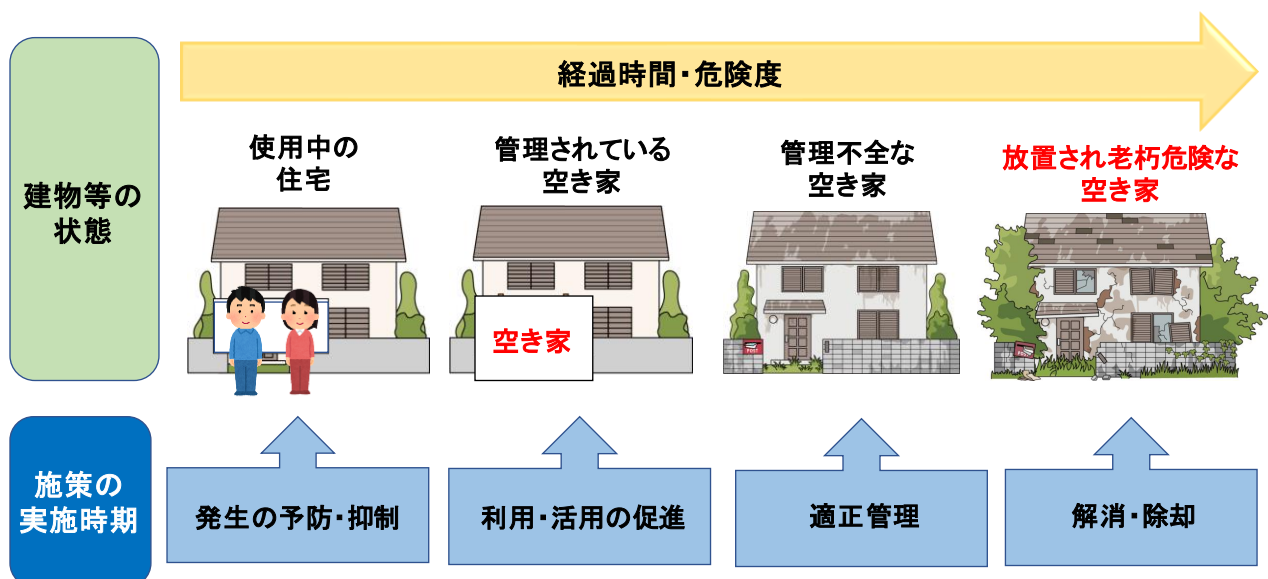 経過時間・危険度
建物等の
状態
使用中の
住宅
管理されている
空き家
管理不全な
空き家
放置され老朽危険な
空き家
空き家
POST
施策の
実施時期
発生の予防・抑制
利用・活用の促進
適正管理
解消・除却